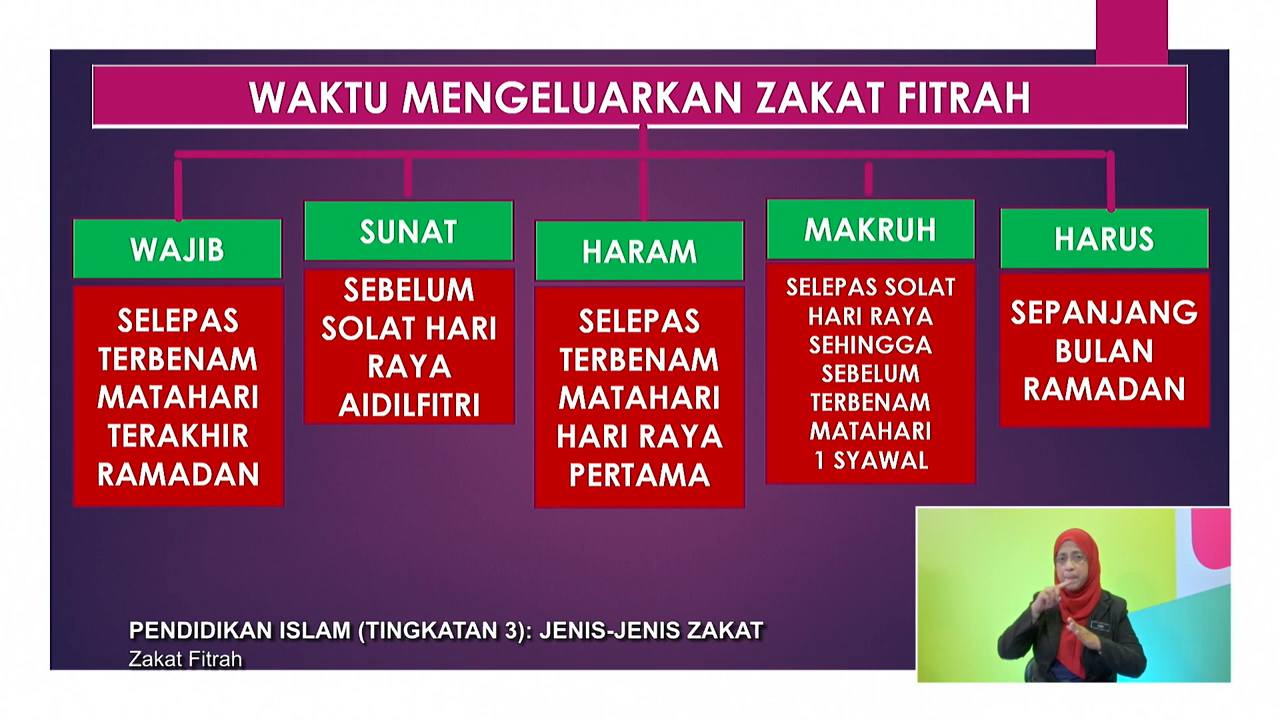 WAKTU MENGELUARKAN ZAKAT FITRAH
WAJIB
SELEPAS
TERBENAM
MATAHARI
TERAKHIR
RAMADAN
SUNAT
SEBELUM
SOLAT HARI
RAYA
AIDILFITRI
HARAM
SELEPAS
TERBENAM
MATAHARI
HARI RAYA
PERTAMA
MAKRUH
SELEPAS SOLAT
HARI RAYA
SEHINGGA
SEBELUM
TERBENAM
MATAHARI
1 SYAWAL
HARUS
SEPANJANG
BULAN
RAMADAN
PENDIDIKAN ISLAM (TINGKATAN 3): JENIS-JENIS ZAKAT
Zakat Fitrah